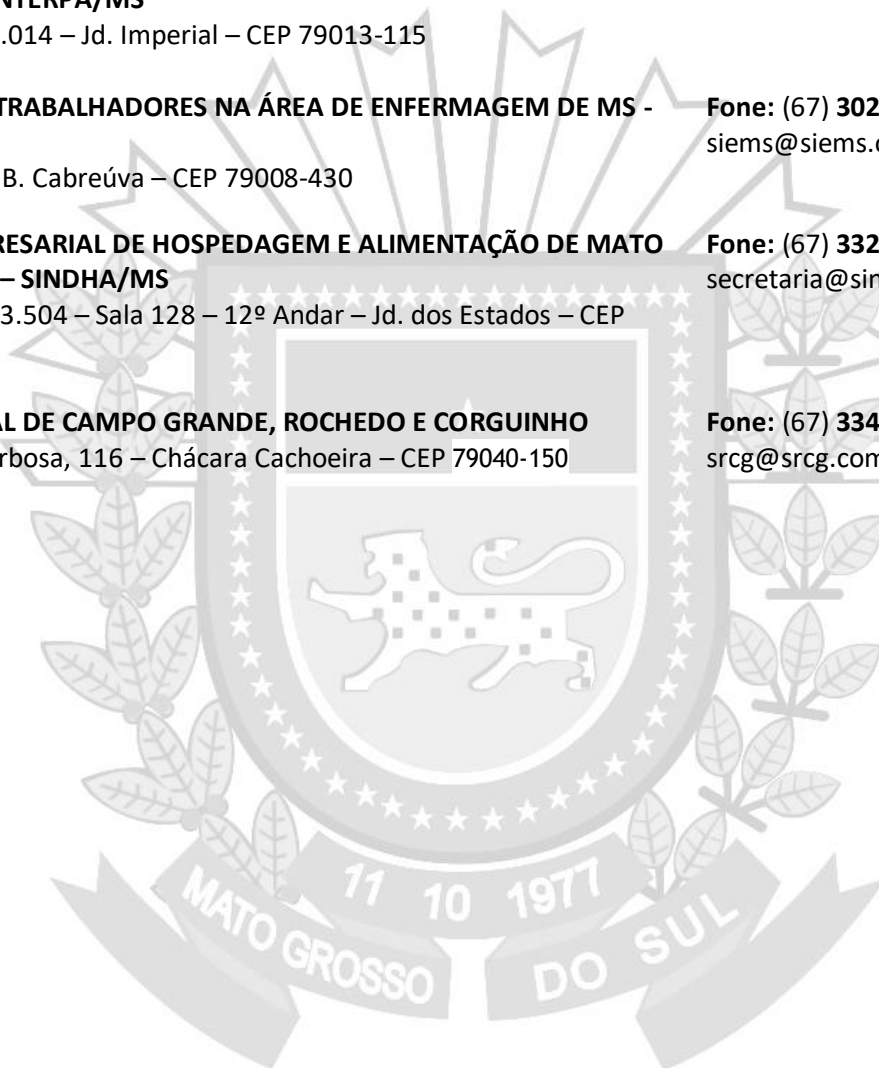 INTERPA/MS
.014 – Jd. Imperial – CEP 79013-115
TRABALHADORES NA ÁREA DE ENFERMAGEM DE MS -
Fone: (67) 302
siems@siems.c
B. Cabreúva – CEP 79008-430
RESARIAL DE HOSPEDAGEM E ALIMENTAÇÃO DE MATO
Fone: (67) 332
– SINDHA/MS
secretaria@sin
3.504 – Sala 128 – 12º Andar – Jd. dos Estados – CEP
AL DE CAMPO GRANDE, ROCHEDO E CORGUINHO
Fone: (67) 334
rbosa, 116 – Chácara Cachoeira – CEP 79040-150
srcg@srcg.com
11 10 1977
MATO GROSSO DO SUL